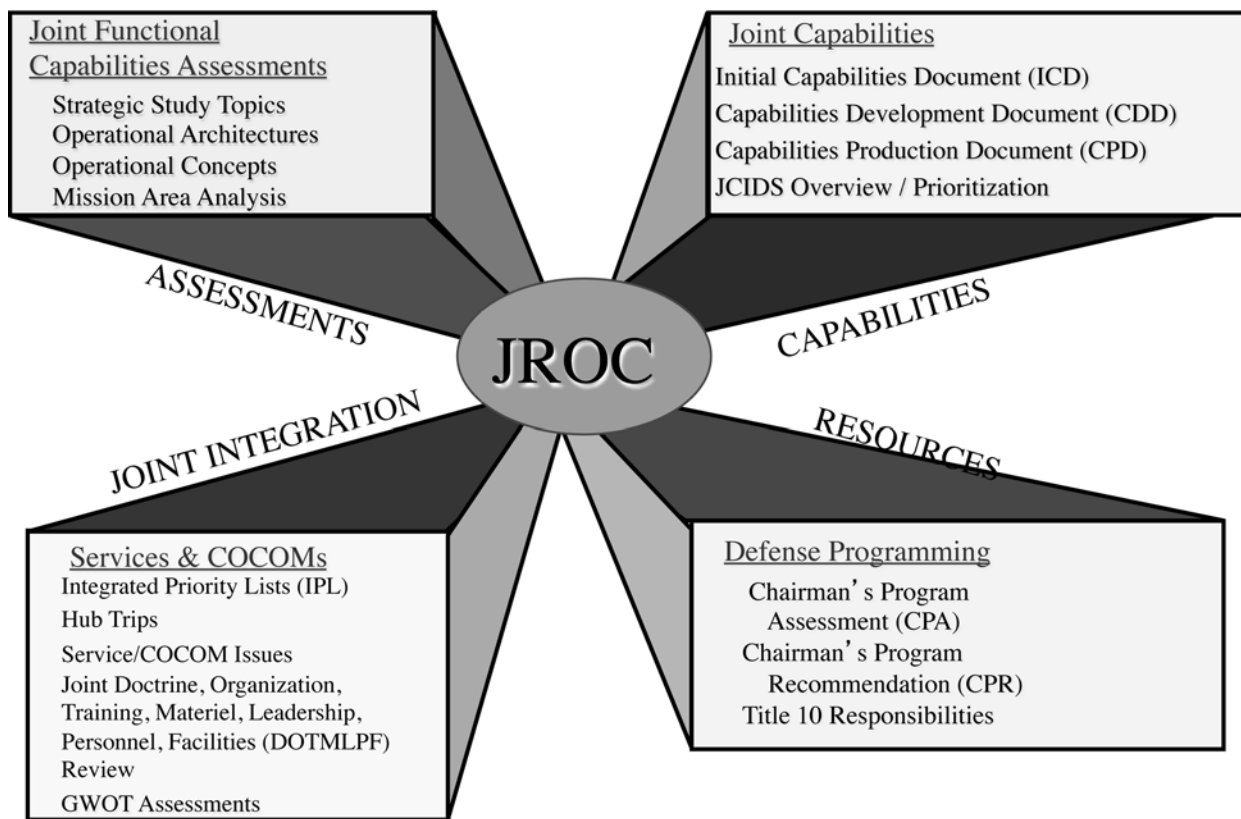 Joint Functional
Capabilities Assessments
Strategic Study Topics
Operational Architectures
Operational Concepts
Mission Area Analysis
Joint Capabilities
Initial Capabilities Document (ICD)
Capabilities Development Document (CDD)
Capabilities Production Document (CPD)
JCIDS Overview / Prioritization
ASSESSMENTS
CAPABILITIES
JROC
JOINT INTEGRATION
RESOURCES
Services & COCOMs
Integrated Priority Lists (IPL)
Hub Trips
Service/COCOM Issues
Joint Doctrine, Organization,
Training, Materiel, Leadership,
Personnel, Facilities (DOTMLPF)
Review
GWOT Assessments
Defense Programming
Chairman's Program
Assessment (CPA)
Chairman's Program
Recommendation (CPR)
Title 10 Responsibilities